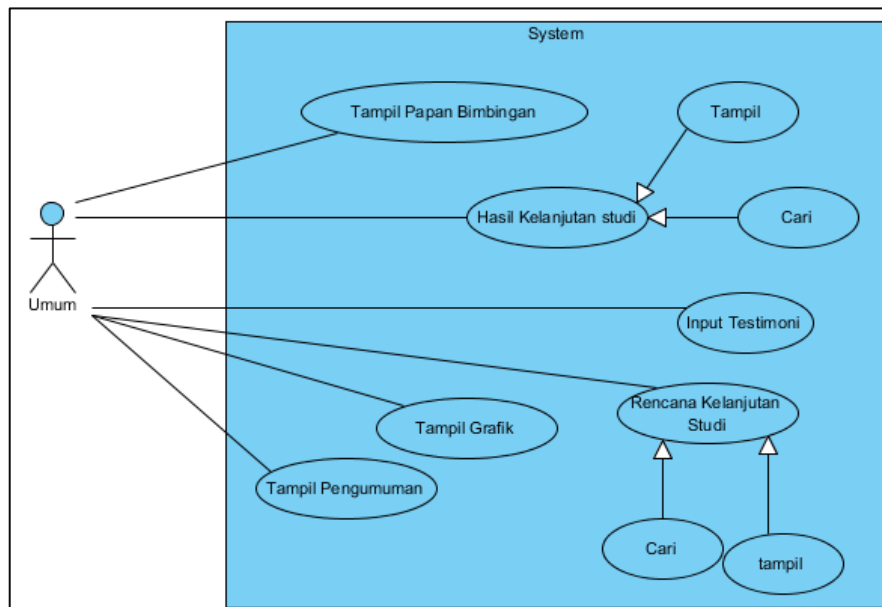 System
Tampil Papan Bimbingan
Tampil
Hasil Kelanjutan studi
Cari
Umum
Input Testimoni
Rencana Kelanjutan
Studi
Tampil Grafik
Tampil Pengumuman
Cari
tampil